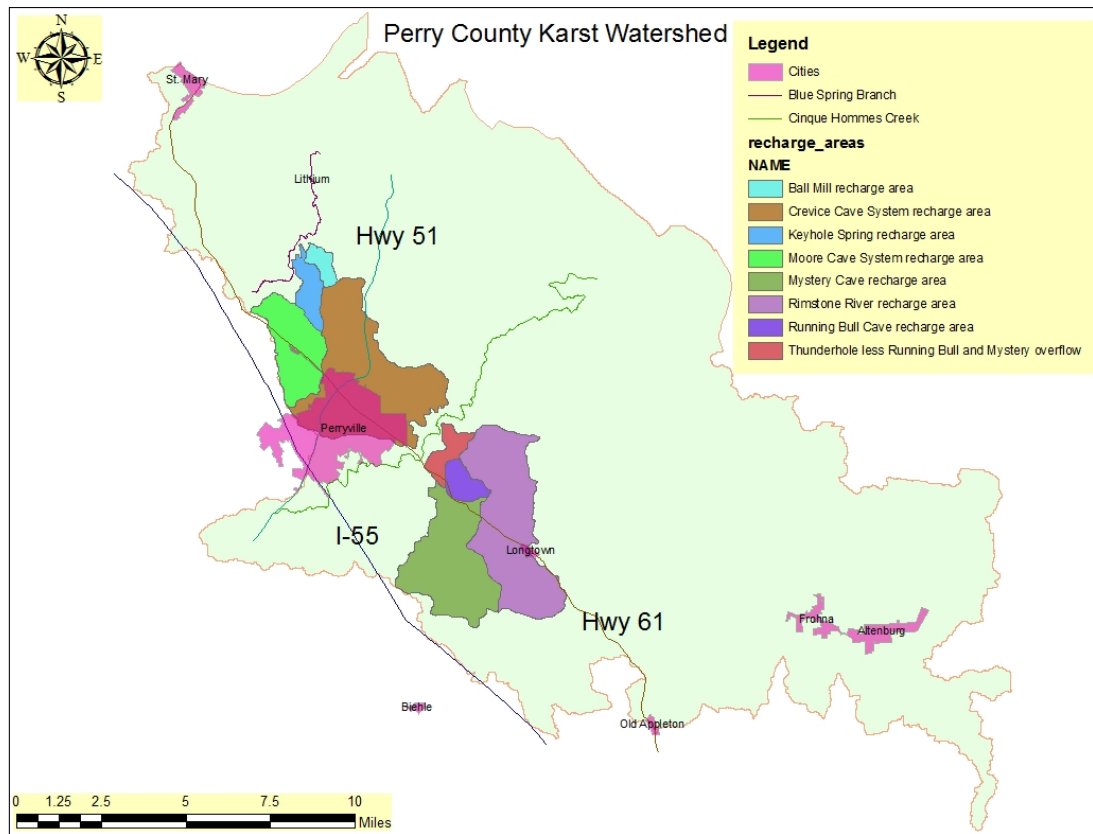 N
W E
S
Perry County Karst Watershed
Legend
Cities
Blue Spring Branch
Cinque Hommes Creek
recharge_areas
NAME
Ball Mill recharge area
Crevice Cave System recharge area
Keyhole Spring recharge area
Moore Cave System recharge area
Mystery Cave recharge area
Rimstone River recharge area
Running Bull Cave recharge area
Thunderhole less Running Bull and Mystery overflow
St. Mary
Lithium
Hwy 51
Perryville
I-55
Longtown
Hwy 61
Frohna
Altenburg
Biehle
Old Appleton
0 1.25 2.5 5 7.5 10
Miles